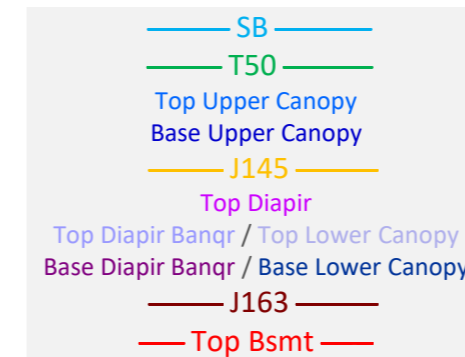 SB
T50
Top Upper Canopy
Base Upper Canopy
J145
Top Diapir
Top Diapir Banqr / Top Lower Canopy
Base Diapir Banqr / Base Lower Canopy
J163
Top Bsmt